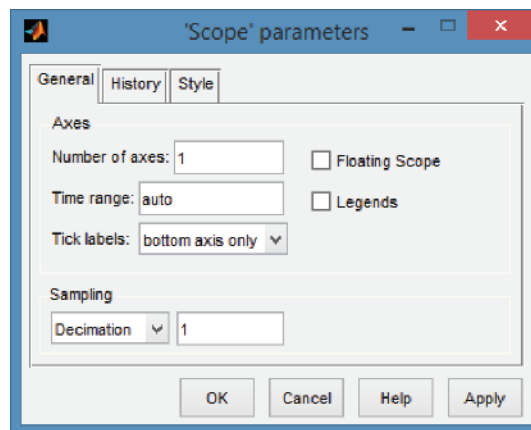 'Scope' parameters
General History Style
Axes
Number of axes: 1 Floating Scope
Time range: auto Legends
Tick labels: bottom axis only
Sampling
Decimation 1
OK Cancel Help Apply